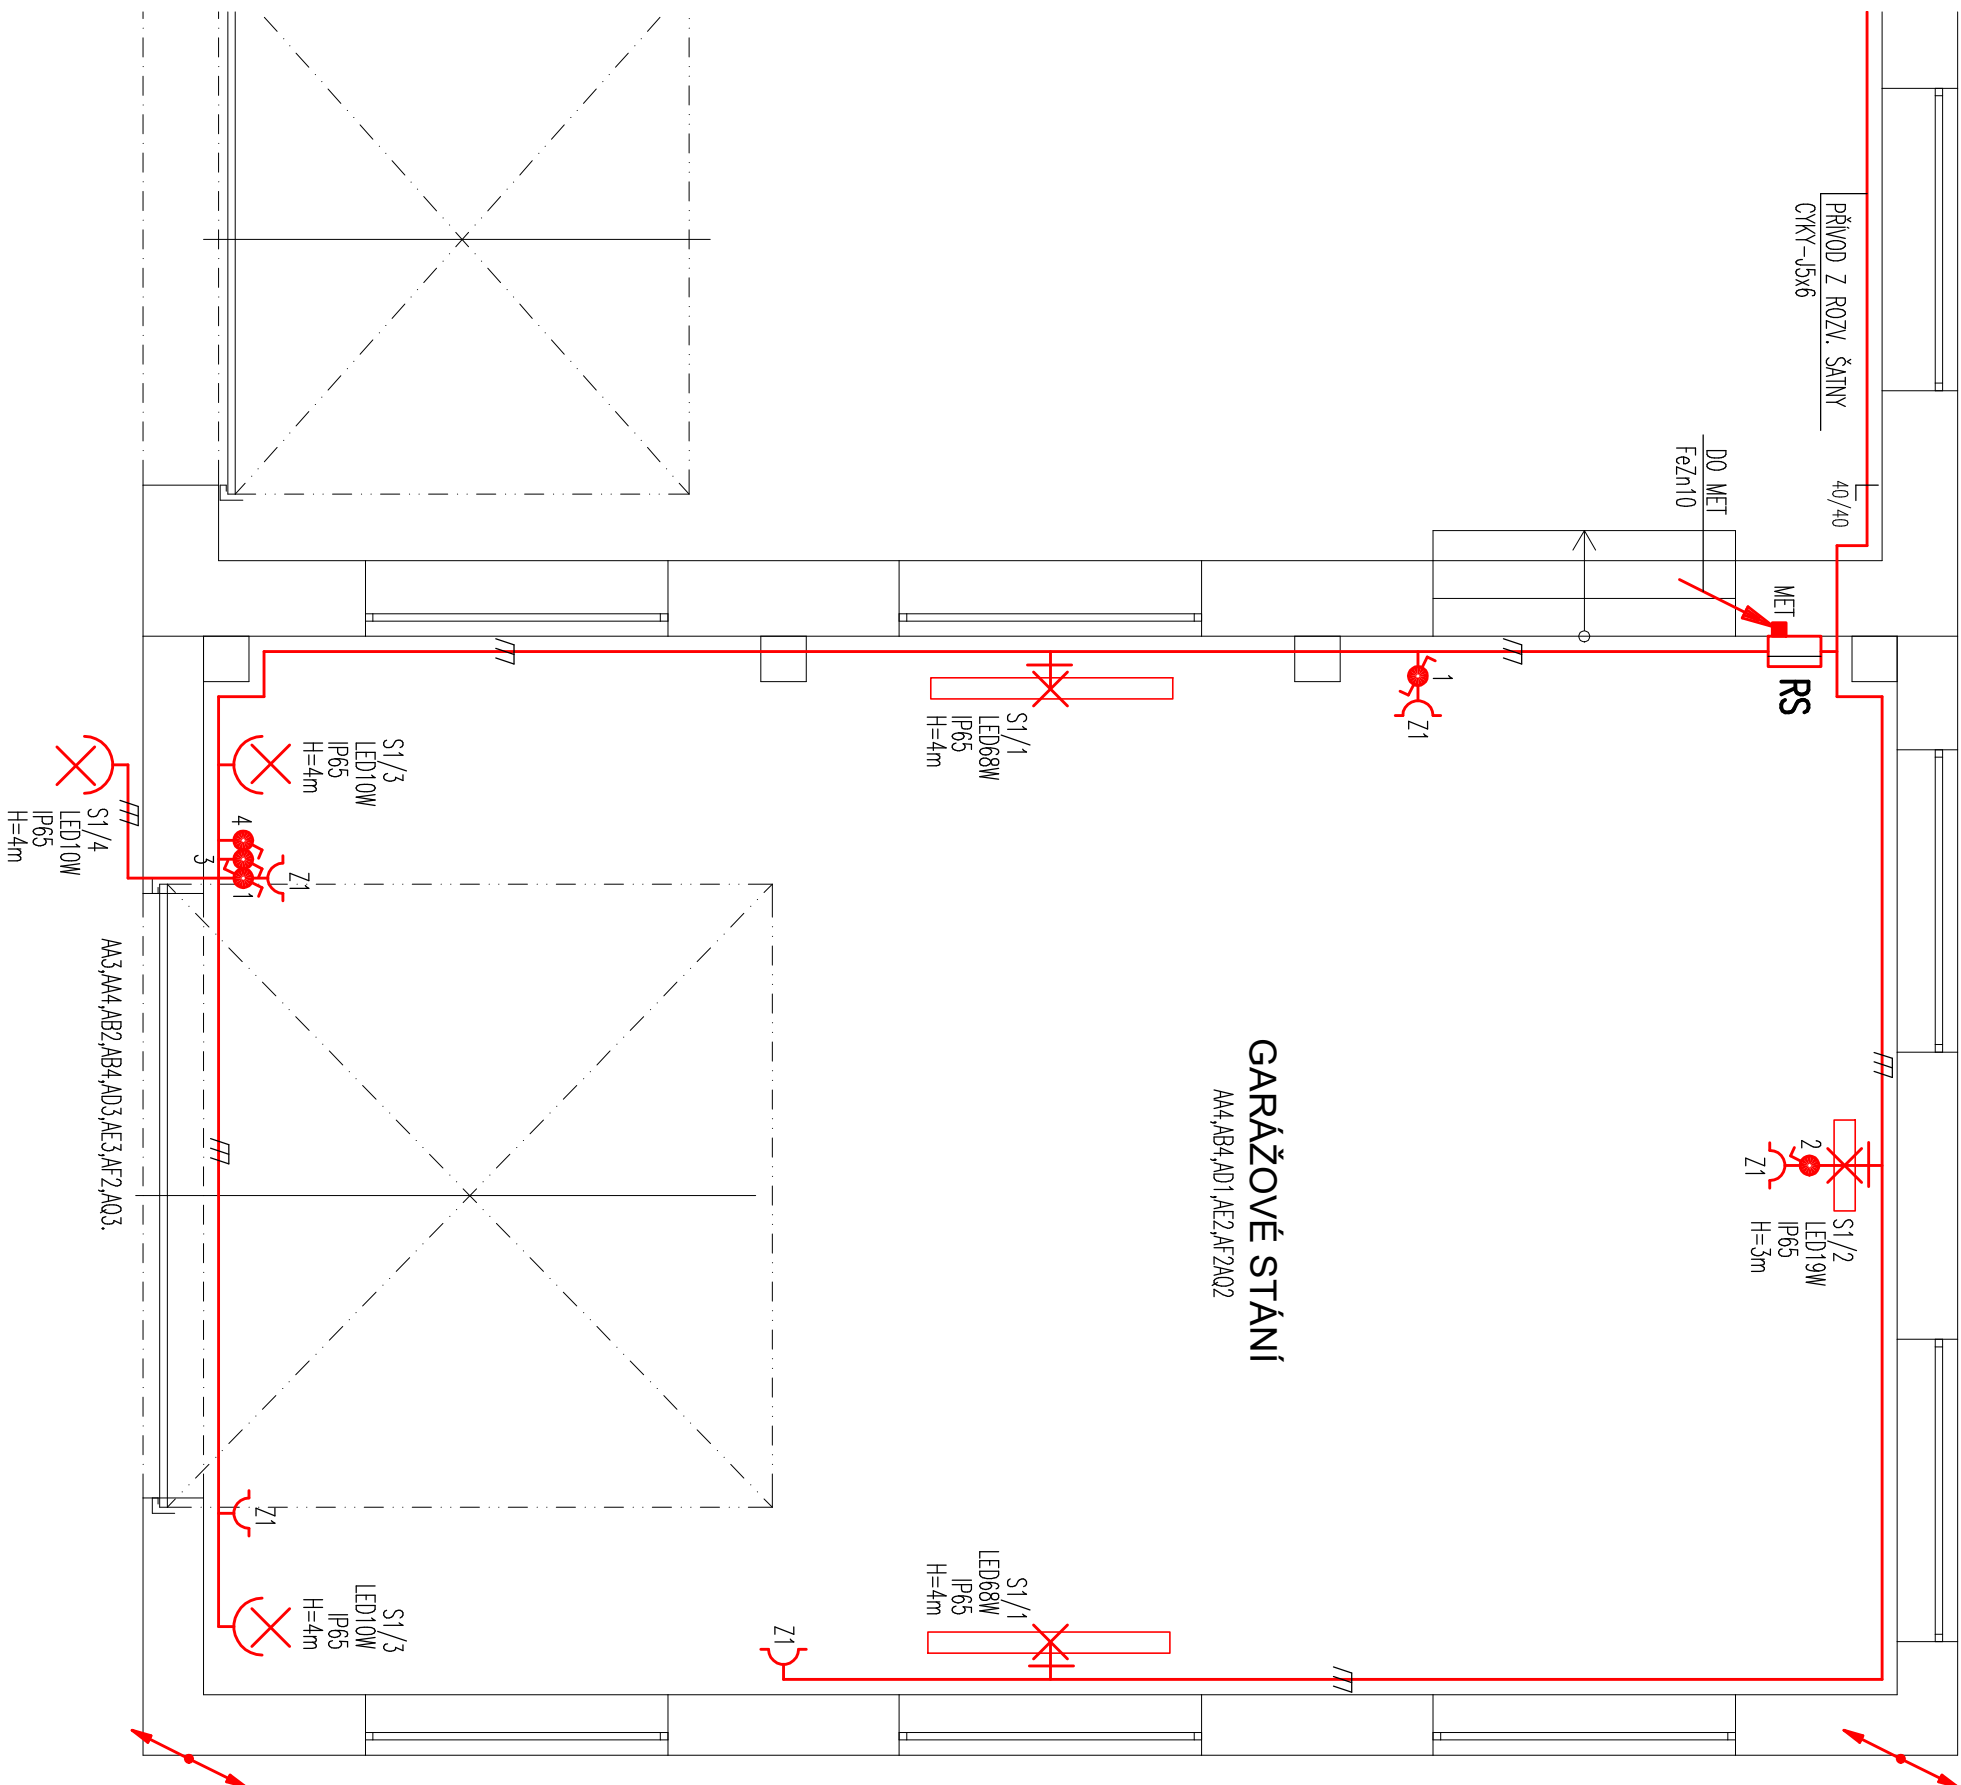 PŘÍVOD Z ROZV. ŠATNY
CYKY-J5x6
40/40
DO MET
FeZn10
MET
RS
1
Z1
S1/1
LED68W
IP65
H=4m
S1/3
LED10W
IP65
H=4m
4
3
1
Z1
S1/4
LED10W
IP65
H=4m
AA3,AA4,AB2,AB4,AD3,AE3,AF2,AQ3.
GARÁŽOVÉ STÁNÍ
AA4,AB4,AD1,AE2,AF2AQ2
2
Z1
S1/2
LED19W
IP65
H=3m
Z1
S1/3
LED10W
IP65
H=4m
S1/1
LED68W
IP65
H=4m
Z1